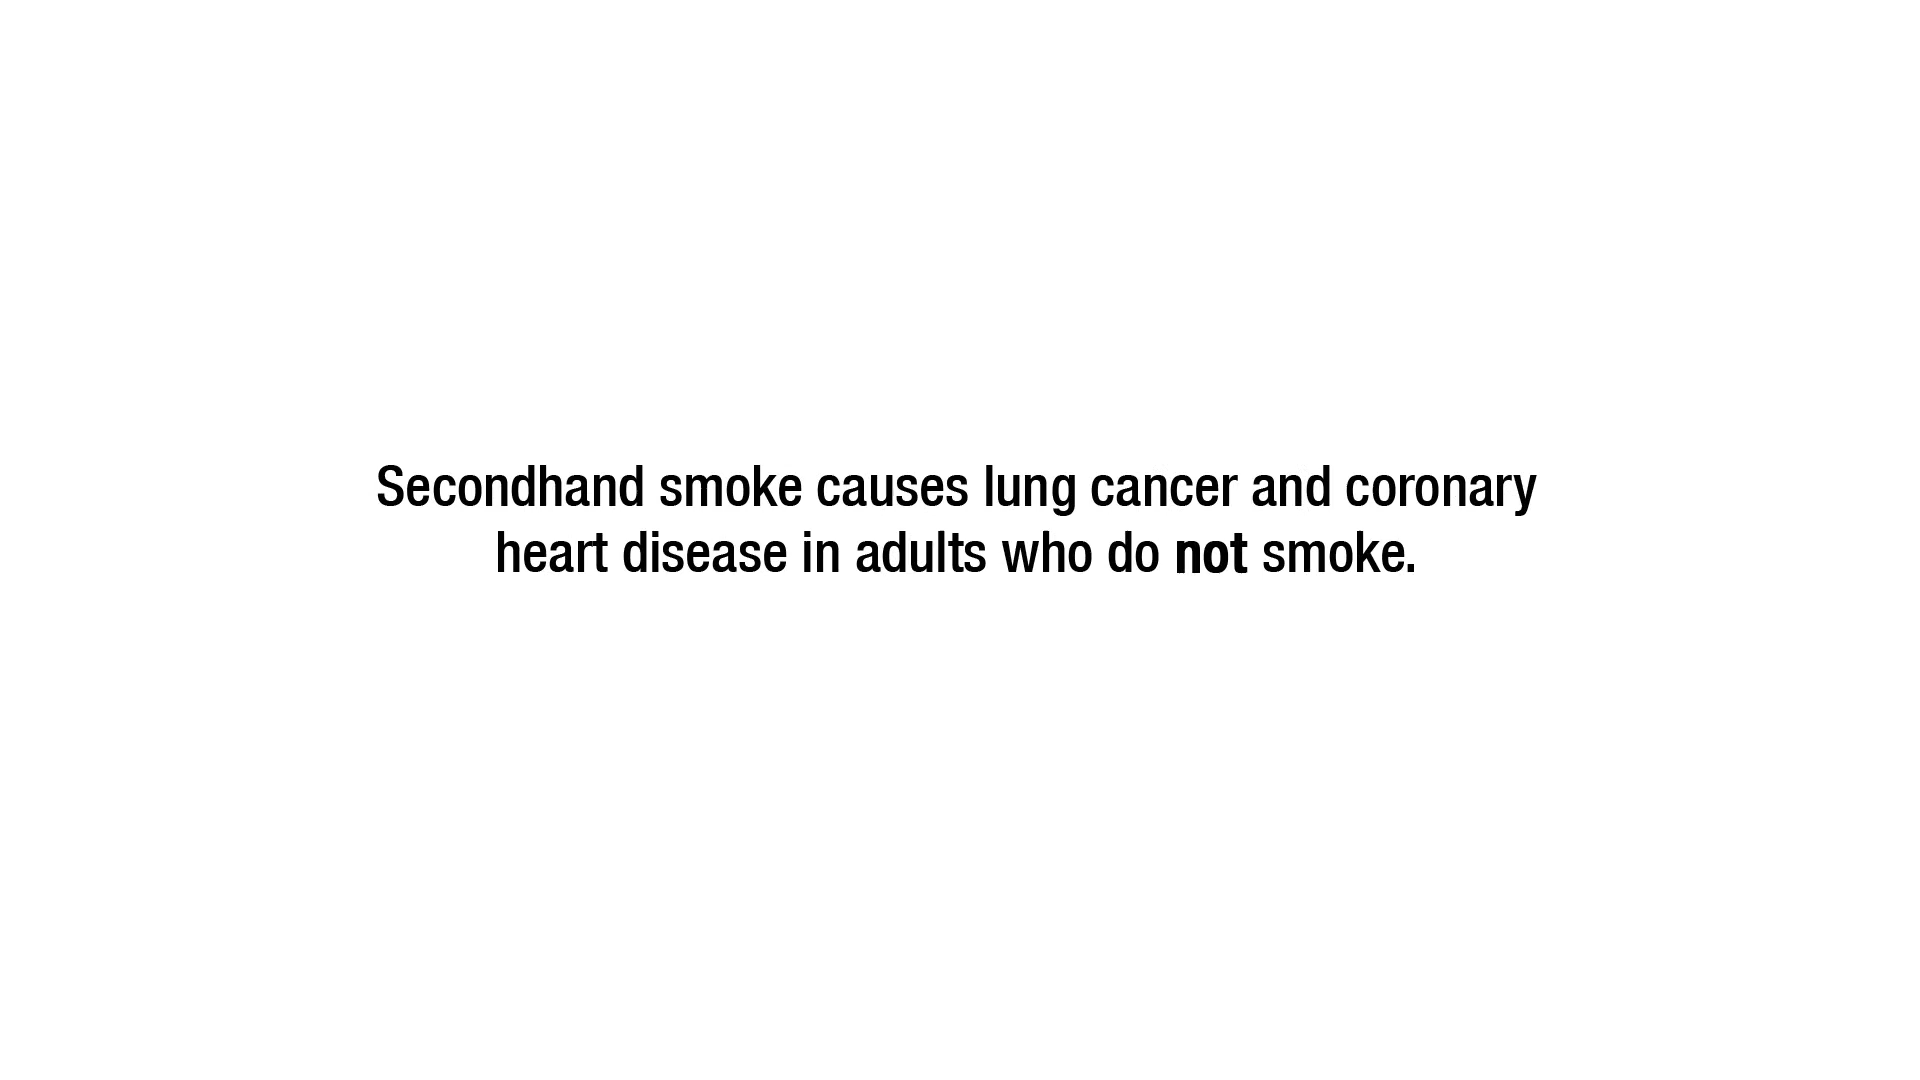 Secondhand smoke causes lung cancer and coronary
heart disease in adults who do not smoke.